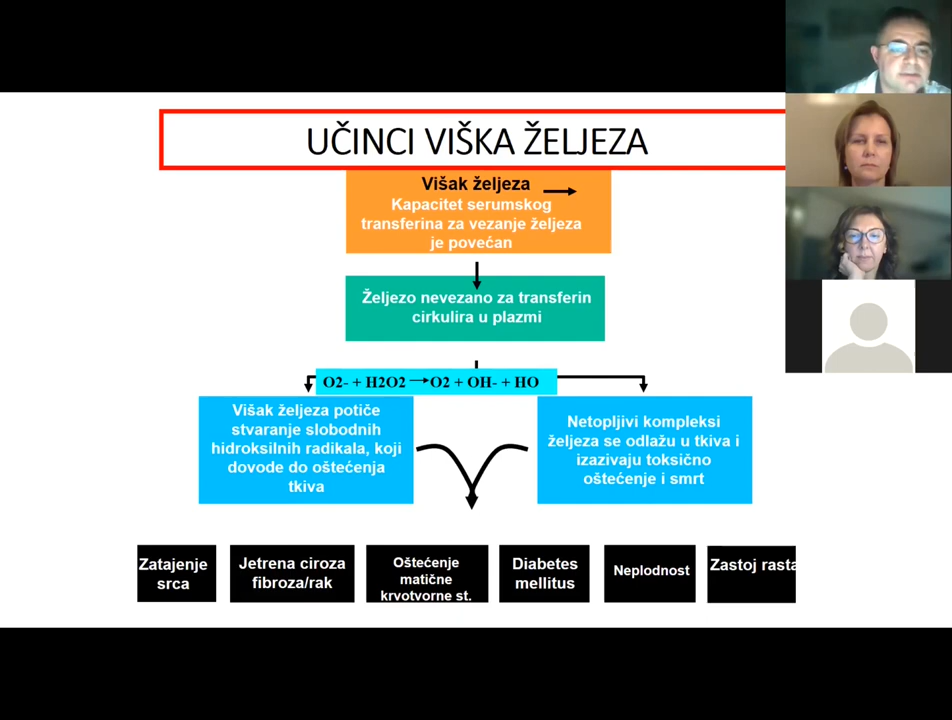 UČINCI VIŠKA ŽELJEZA
Višak željeza
Kapacitet serumskog
transferina za vezanje željeza
je povećan
Željezo nevezano za transferin
cirkulira u plazmi
O2- + H2O2 → O2 + OH- + HO
Višak željeza potiče
stvaranje slobodnih
hidroksilnih radikala, koji
dovode do oštećenja
tkiva
Netopljivi kompleksi
željeza se odlažu u tkiva i
izazivaju toksično
oštećenje i smrt
Zatajenje
srca
Jetrena ciroza
fibroza/rak
Oštećenje
matične
krvotvorne st.
Diabetes
mellitus
Neplodnost
Zastoj rasta